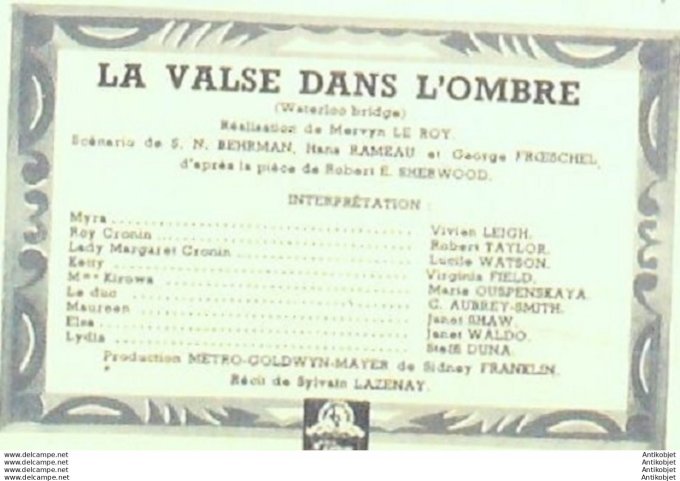 LA VALSE DANS L'OMBRE
(Waterloo bridge)
Réalisation de Mervyn LE ROY.
Scénario de S. N. BEHRMAN, Hans RAMEAU et George FRŒSCHEL,
d'après la pièce de Robert E. SHERWOOD.
INTERPRÉTATION :
Myra .......... Vivien LEIGH.
Roy Cronin .......... Robert TAYLOR.
Lady Margaret Cronin .......... Lucile WATSON.
Ketty .......... Virginia FIELD.
Mme Kirowa .......... Maria OUSPENSKAYA.
Le duc .......... C. AUBREY-SMITH.
Maureen .......... Janet SHAW.
Elsa .......... Janet WALDO.
Lydia .......... Steffi DUNA.
Production METRO-GOLDWYN-MAYER de Sidney FRANKLIN.
Récit de Sylvain LAZENAY.
www.delcampe.net Antikobjet
www.delcampe.net Antikobjet
www.delcampe.net Antikobjet